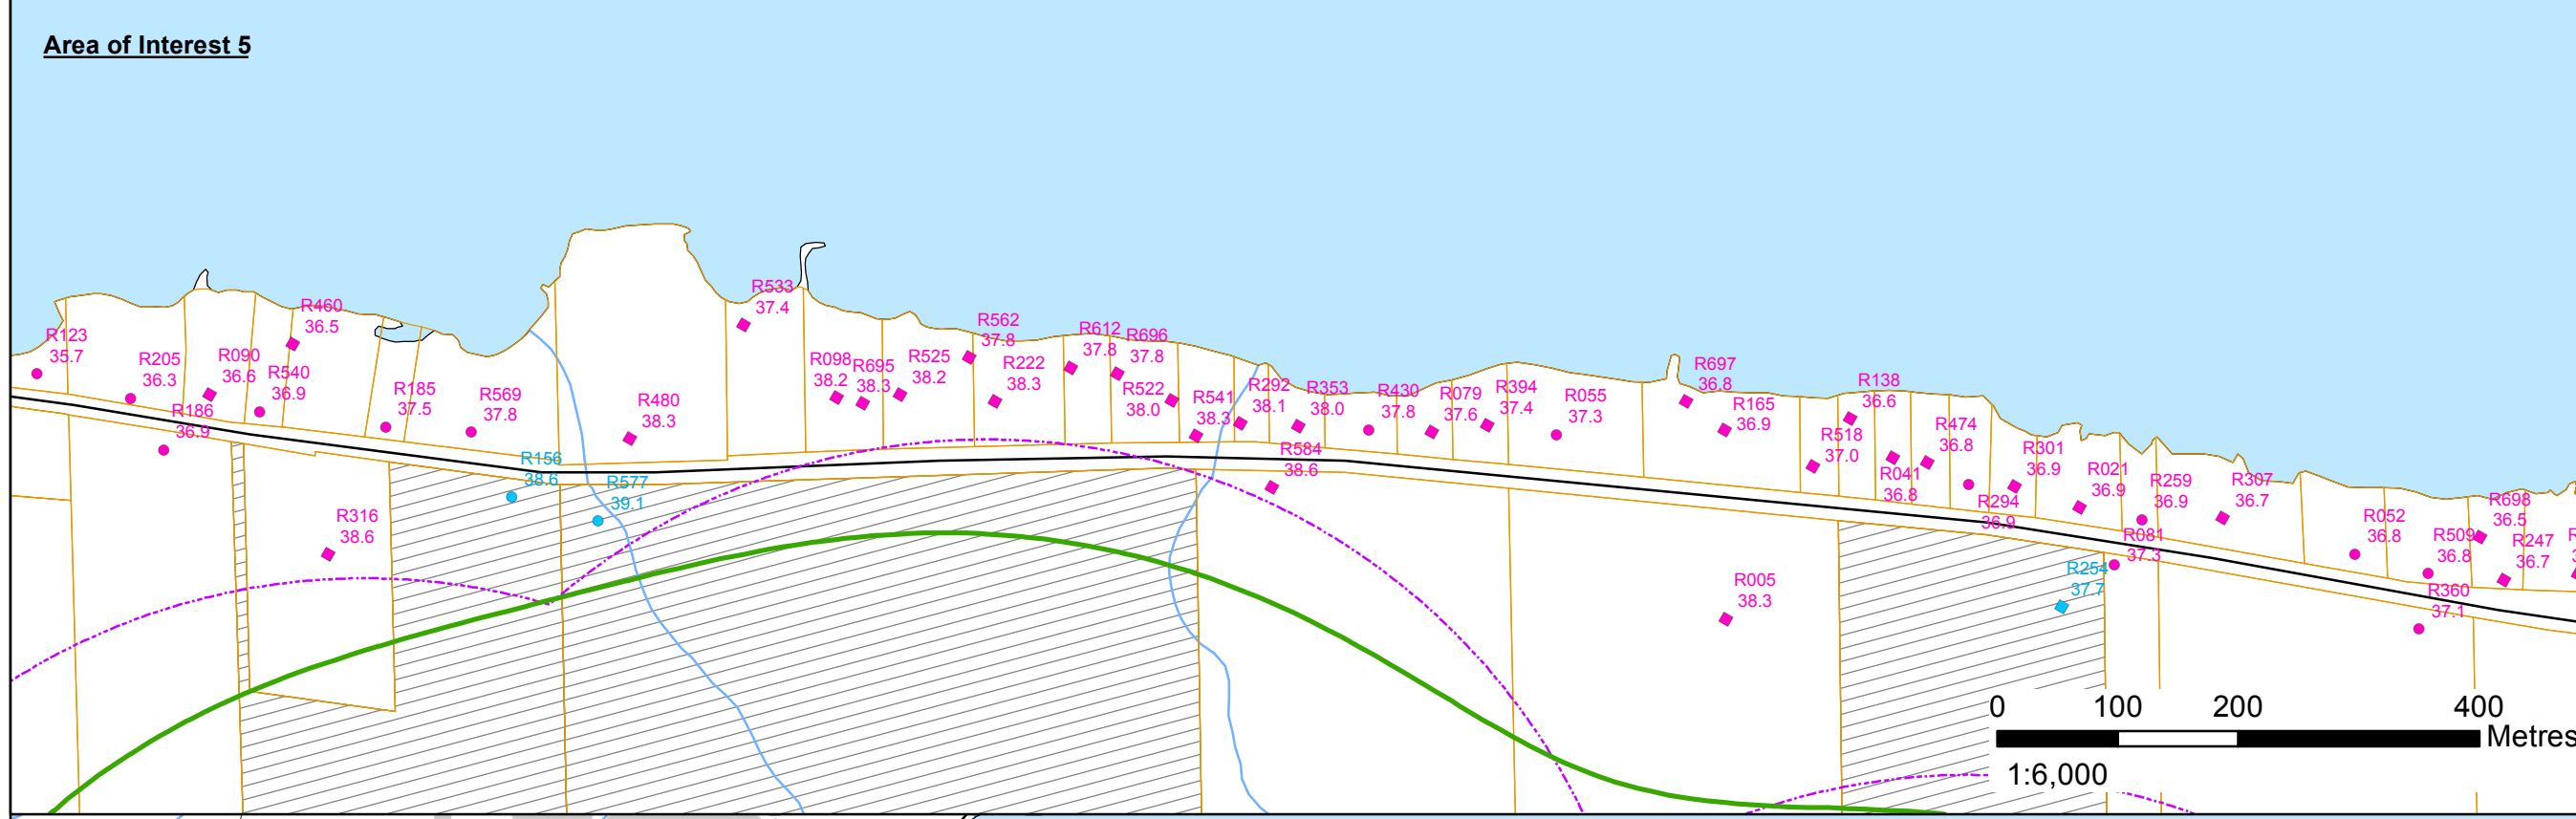 Area of Interest 5
R123
35.7
R205
36.3
R186
36.9
R090
36.6
R540
36.9
R460
36.5
R316
38.6
R185
37.5
R569
37.8
R156
38.6
R577
39.1
R480
38.3
R533
37.4
R098
38.2
R695
38.3
R525
38.2
R562
37.8
R222
38.3
R612
37.8
R696
37.8
R522
38.0
R541
38.3
R292
38.1
R584
38.6
R353
38.0
R430
37.8
R079
37.6
R394
37.4
R055
37.3
R697
36.8
R165
36.9
R005
38.3
R518
37.0
R138
36.6
R041
36.8
R474
36.8
R294
36.9
R301
36.9
R021
36.9
R254
37.7
R081
37.3
R259
36.9
R307
36.7
R052
36.8
R509
36.8
R360
37.1
R698
36.5
R247
36.7
0 100 200 400
Metres
1:6,000